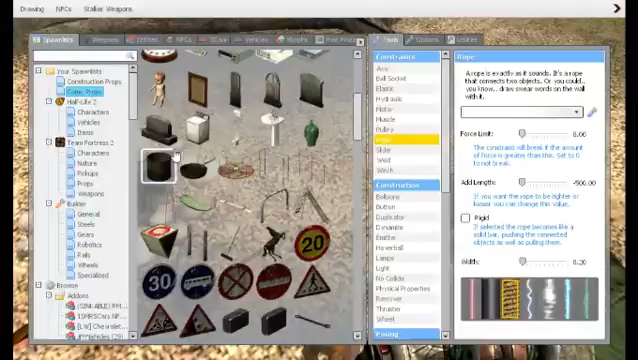 Drawing NPCs Stalker Weapons
Spawnlists Weapons Entities NPCs Vehicles
Your Spawnlists
Construction Props
Comic Props
Half-Life 2
Characters
Vehicles
Items
Team Fortress 2
Characters
Nature
Pickups
Props
Weapons
Builder
General
Steels
Gears
Robotics
Rails
Wheels
Specialized
Browse
Addons
20
30
Tools Options Utilities
Constraints
Axis
Ball Socket
Elastic
Hydraulic
Motor
Muscle
Pulley
Rope
Slider
Weld
Winch
Construction
Balloons
Button
Duplicator
Dynamite
Emitter
Hoverball
Lamps
Light
No Collide
Physical Properties
Remover
Thruster
Wheel
Posing
Rope
A rope is exactly as it sounds. It's a rope
that connects two objects. Or you could..
you know.. draw swear words on the wall
with it.
Force Limit: 0.00
The constraint will break if the amount
of force is greater than this. Set to 0
to not break.
Add Length: -500.00
If you want the rope to be tighter or
looser you can change this value.
Rigid
If selected the rope becomes like a
solid bar, pushing the connected
objects as well as pulling them.
Width: 0.20